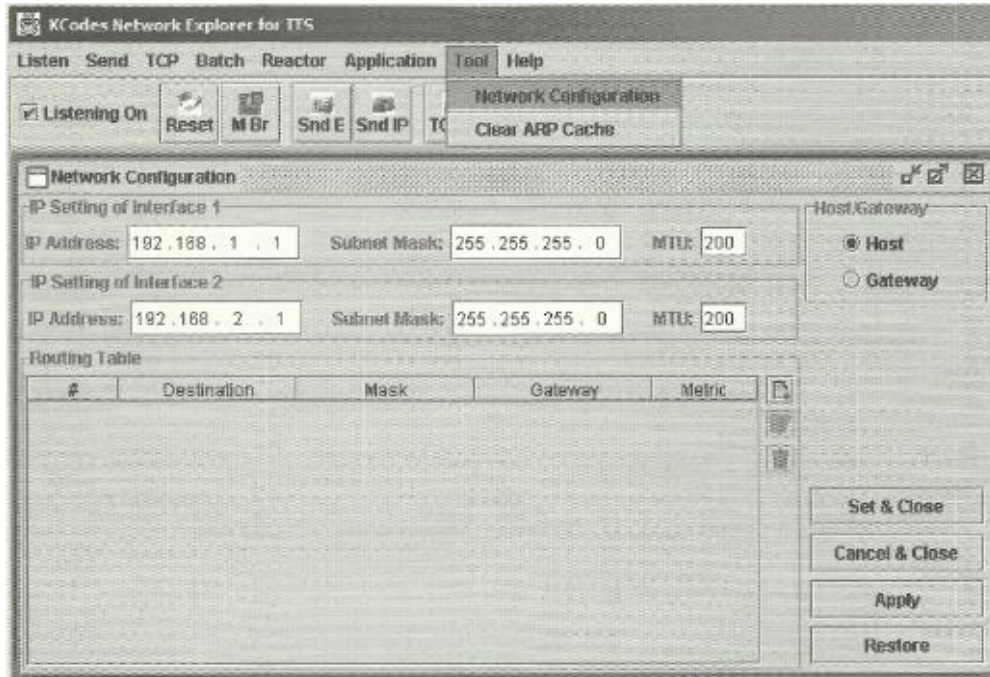 KCodes Network Explorer for TTS
Listen Send TCP Batch Reactor Application Tool Help
Listening On Reset M Br Snd E Snd IP TC
Network Configuration
Clear ARP Cache
Network Configuration
IP Setting of Interface 1
IP Address: 192.168. 1 . 1 Subnet Mask: 255.255.255. 0 MTU: 200
IP Setting of Interface 2
IP Address: 192.168. 2 . 1 Subnet Mask: 255.255.255. 0 MTU: 200
Host/Gateway
Host
Gateway
Routing Table
# Destination Mask Gateway Metric
Set & Close
Cancel & Close
Apply
Restore